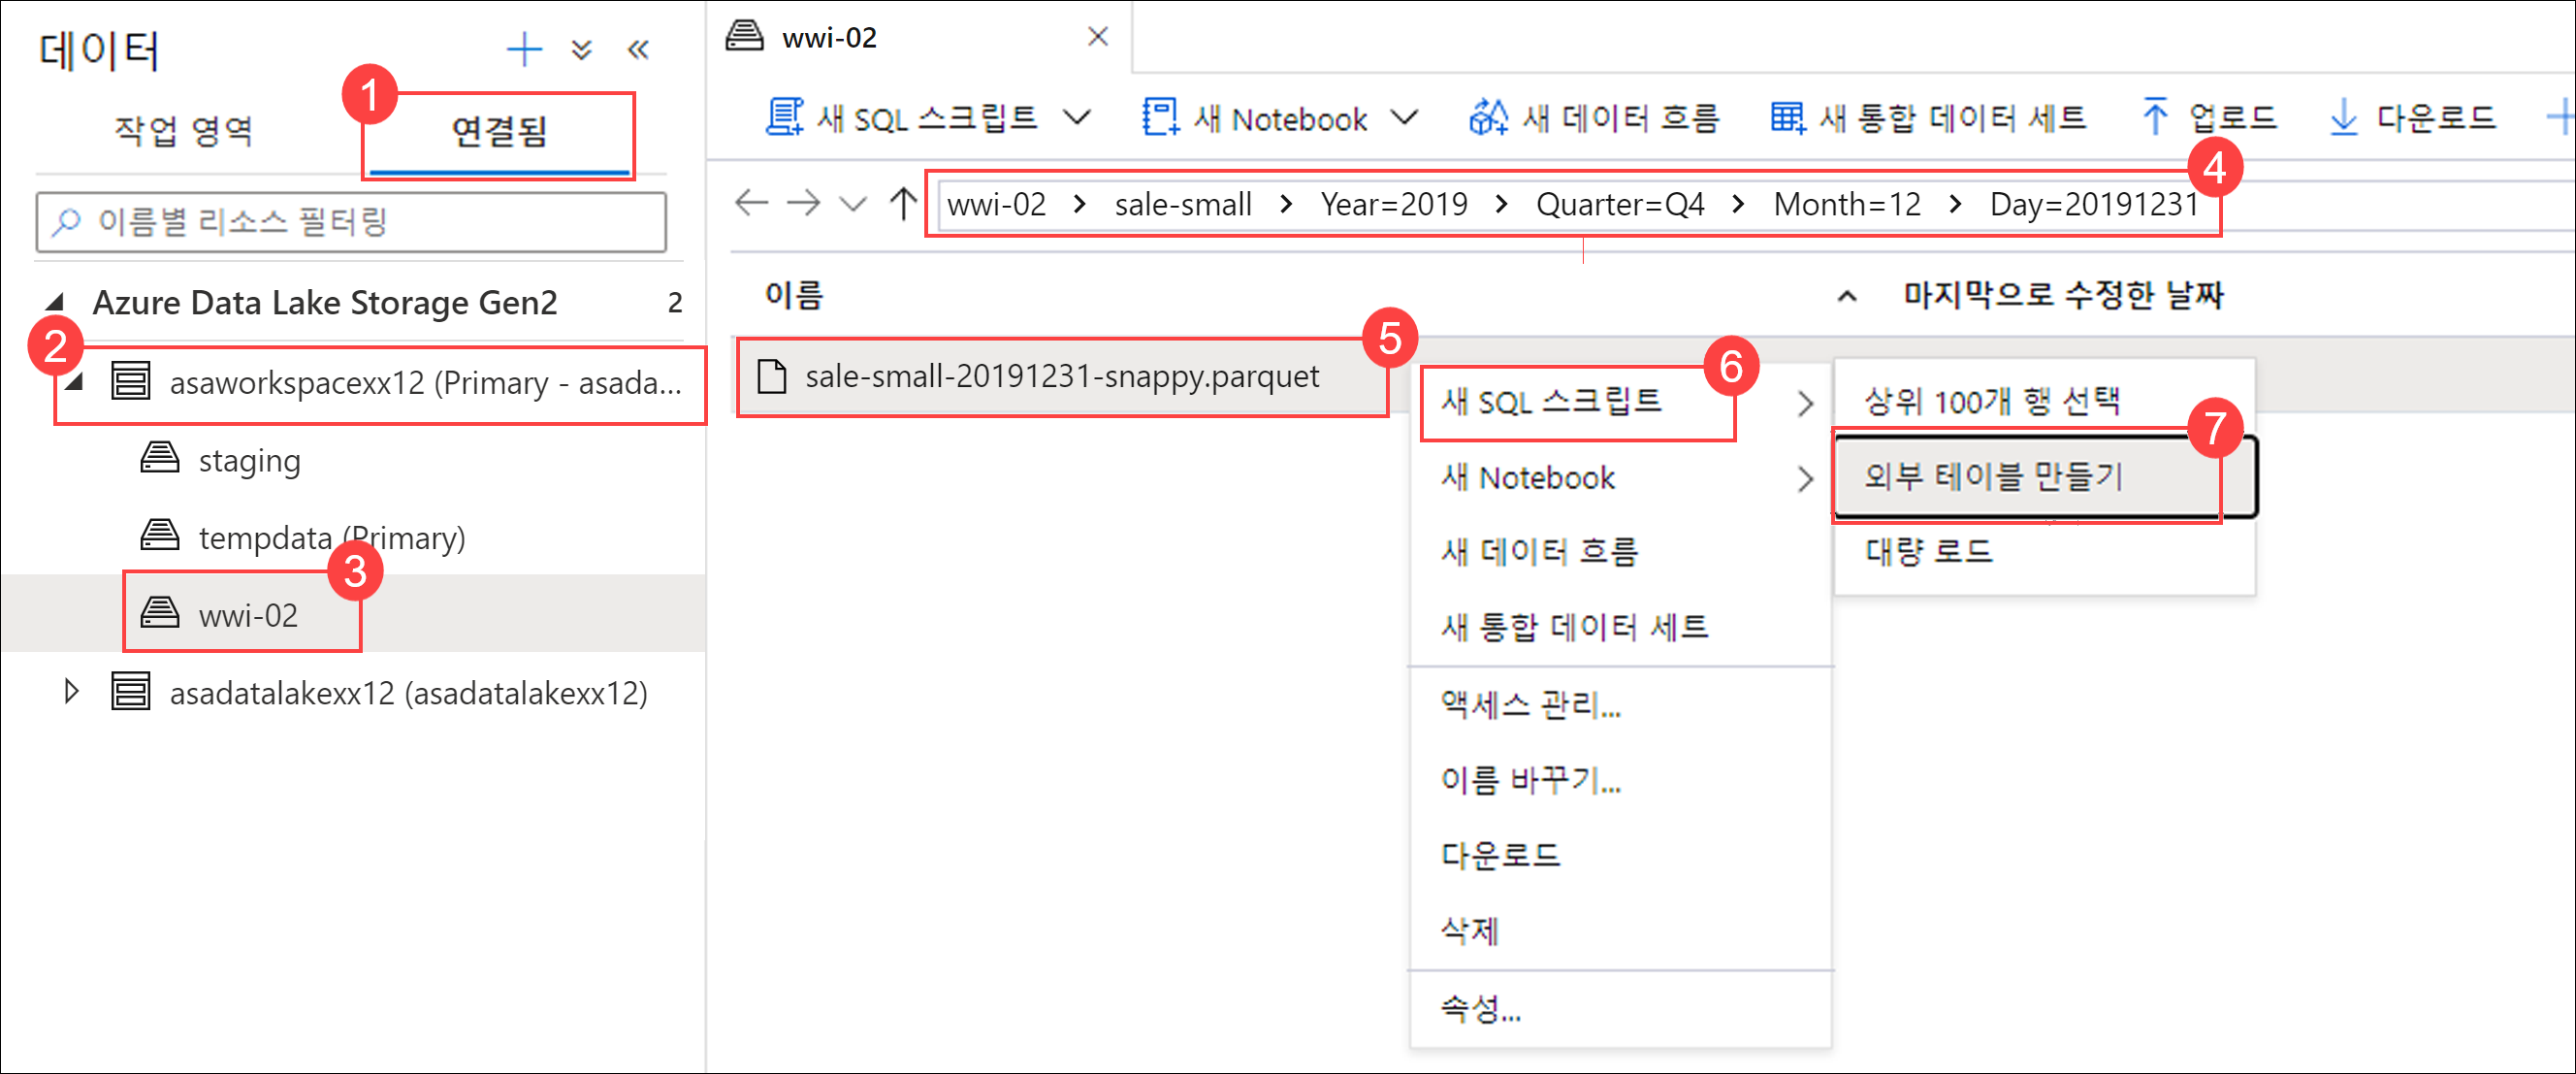 데이터
1
작업 영역 연결됨
이름별 리소스 필터링
Azure Data Lake Storage Gen2 2
2
asaworkspacexx12 (Primary - asada...
staging
tempdata (Primary)
3
wwi-02
asadatalakexx12 (asadatalakexx12)
wwi-02
새 SQL 스크립트 새 Notebook 새 데이터 흐름 새 통합 데이터 세트 업로드 다운로드
4
wwi-02 > sale-small > Year=2019 > Quarter=Q4 > Month=12 > Day=20191231
이름 마지막으로 수정한 날짜
5
sale-small-20191231-snappy.parquet
6
새 SQL 스크립트
새 Notebook
새 데이터 흐름
새 통합 데이터 세트
액세스 관리...
이름 바꾸기...
다운로드
삭제
속성...
상위 100개 행 선택
7
외부 테이블 만들기
대량 로드